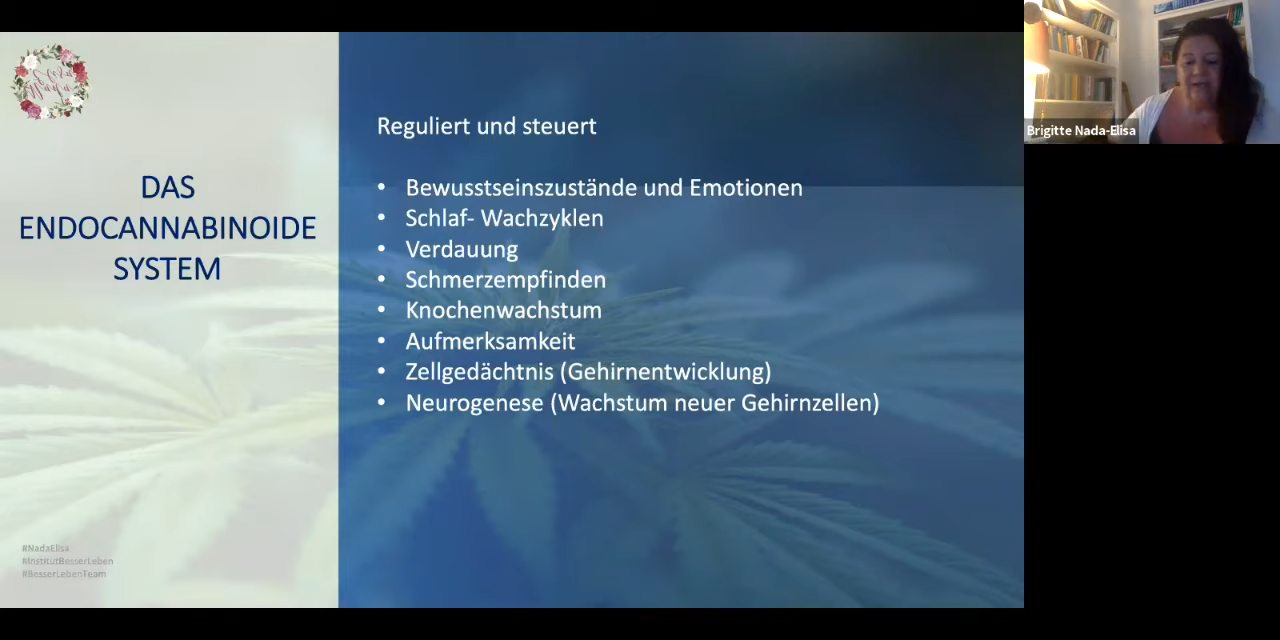 DAS
ENDOCANNABINOIDE
SYSTEM
Reguliert und steuert
• Bewusstseinszustände und Emotionen
• Schlaf- Wachzyklen
• Verdauung
• Schmerzempfinden
• Knochenwachstum
• Aufmerksamkeit
• Zellgedächtnis (Gehirnentwicklung)
• Neurogenese (Wachstum neuer Gehirnzellen)
#NadaElisa
#InstitutBesserLeben
#BesserLebenTeam
Brigitte Nada-Elisa